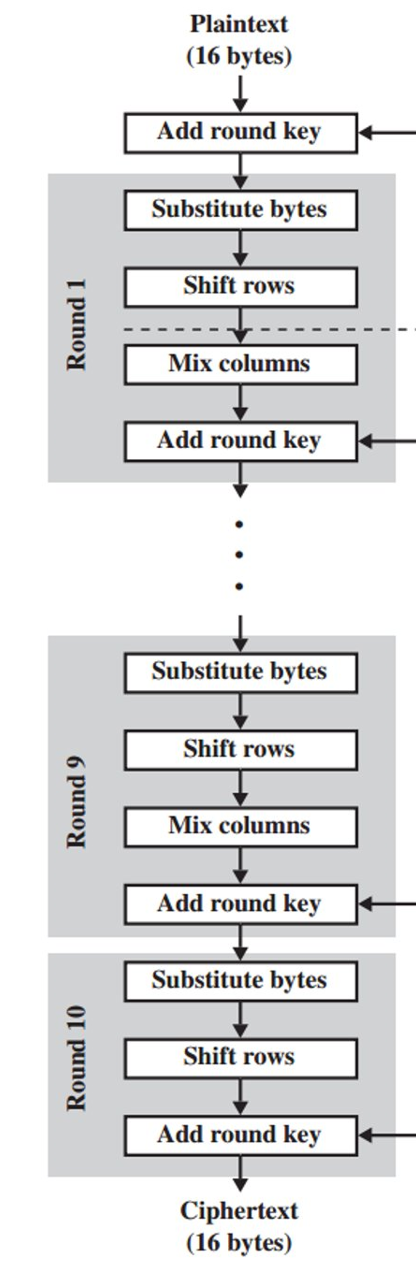 Plaintext
(16 bytes)
Add round key
Round 1
Substitute bytes
Shift rows
Mix columns
Add round key
Round 9
Substitute bytes
Shift rows
Mix columns
Add round key
Round 10
Substitute bytes
Shift rows
Add round key
Ciphertext
(16 bytes)